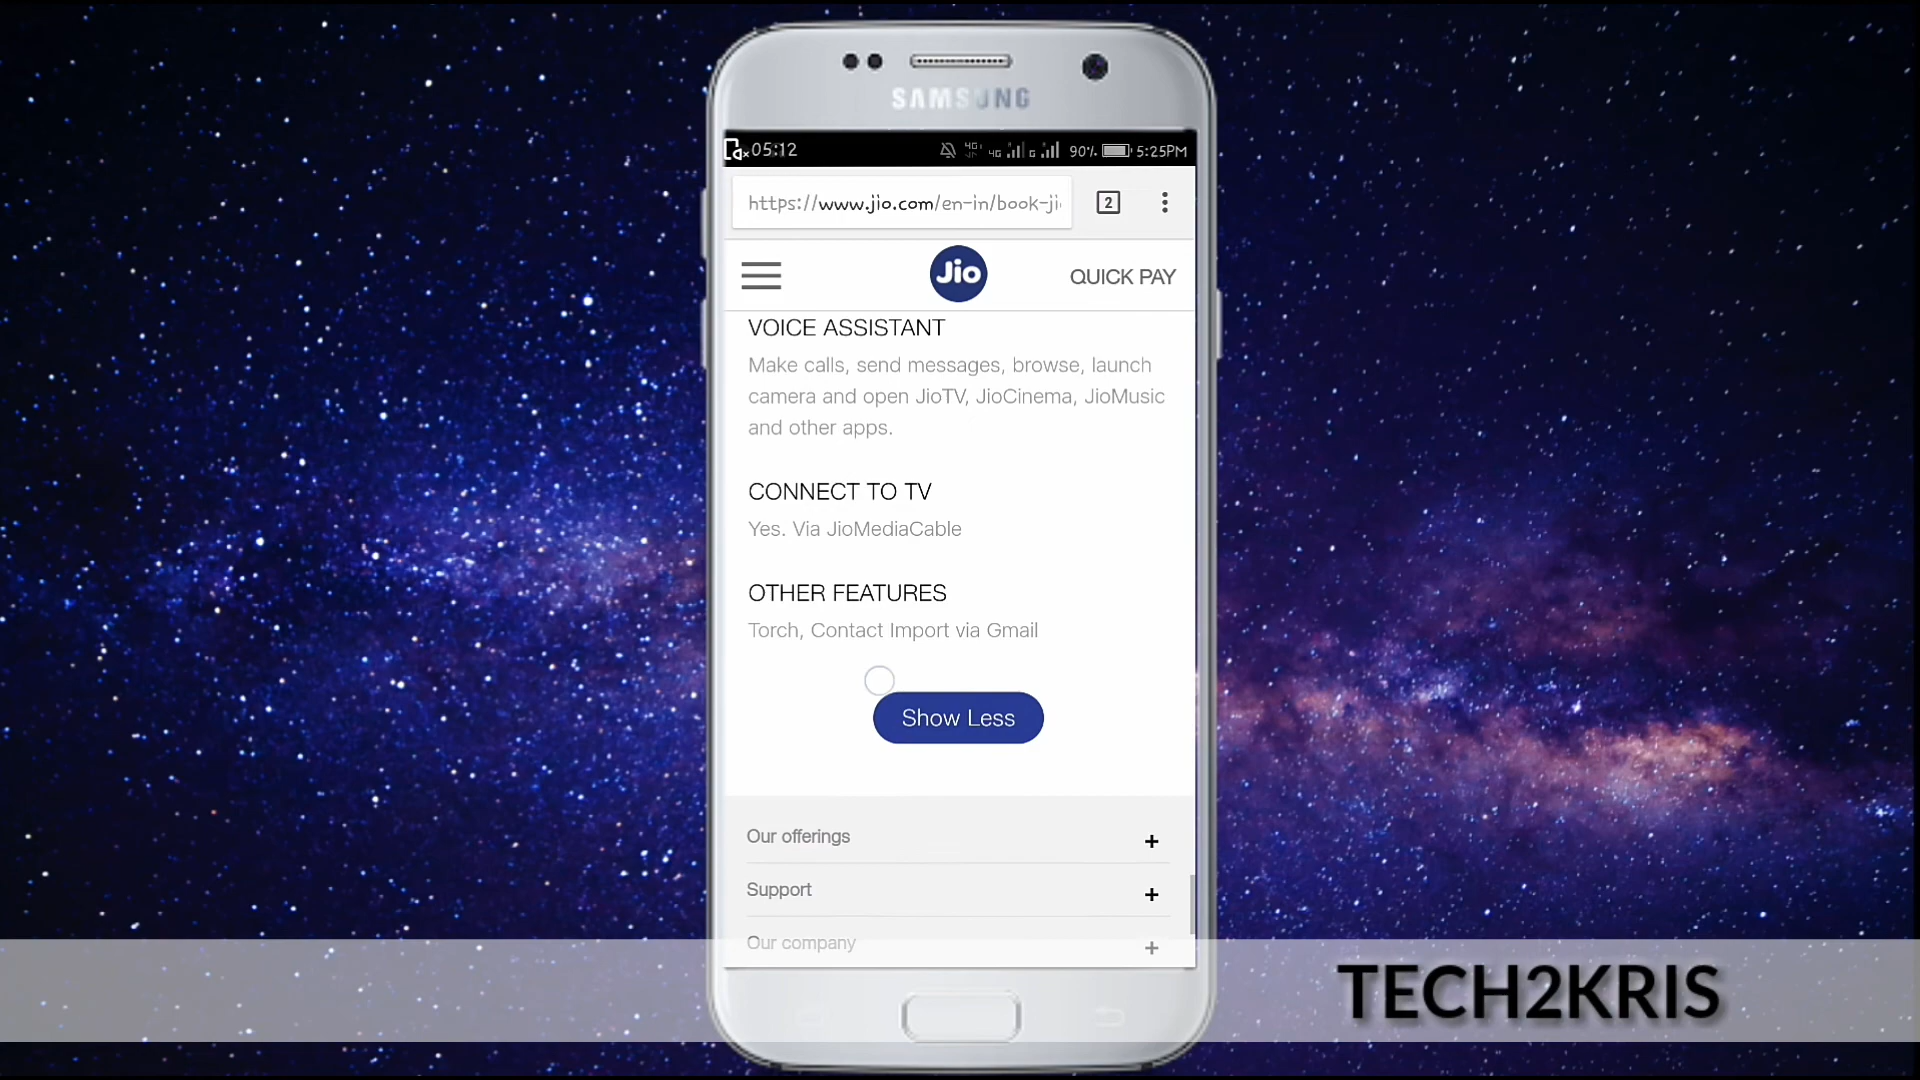 SAMSUNG
05:12 4G 4G G 90% 5:25PM
https://www.jio.com/en-in/book-ji
2
Jio
QUICK PAY
VOICE ASSISTANT
Make calls, send messages, browse, launch
camera and open JioTV, JioCinema, JioMusic
and other apps.
CONNECT TO TV
Yes. Via JioMediaCable
OTHER FEATURES
Torch, Contact Import via Gmail
Show Less
Our offerings +
Support +
Our company +
TECH2KRIS